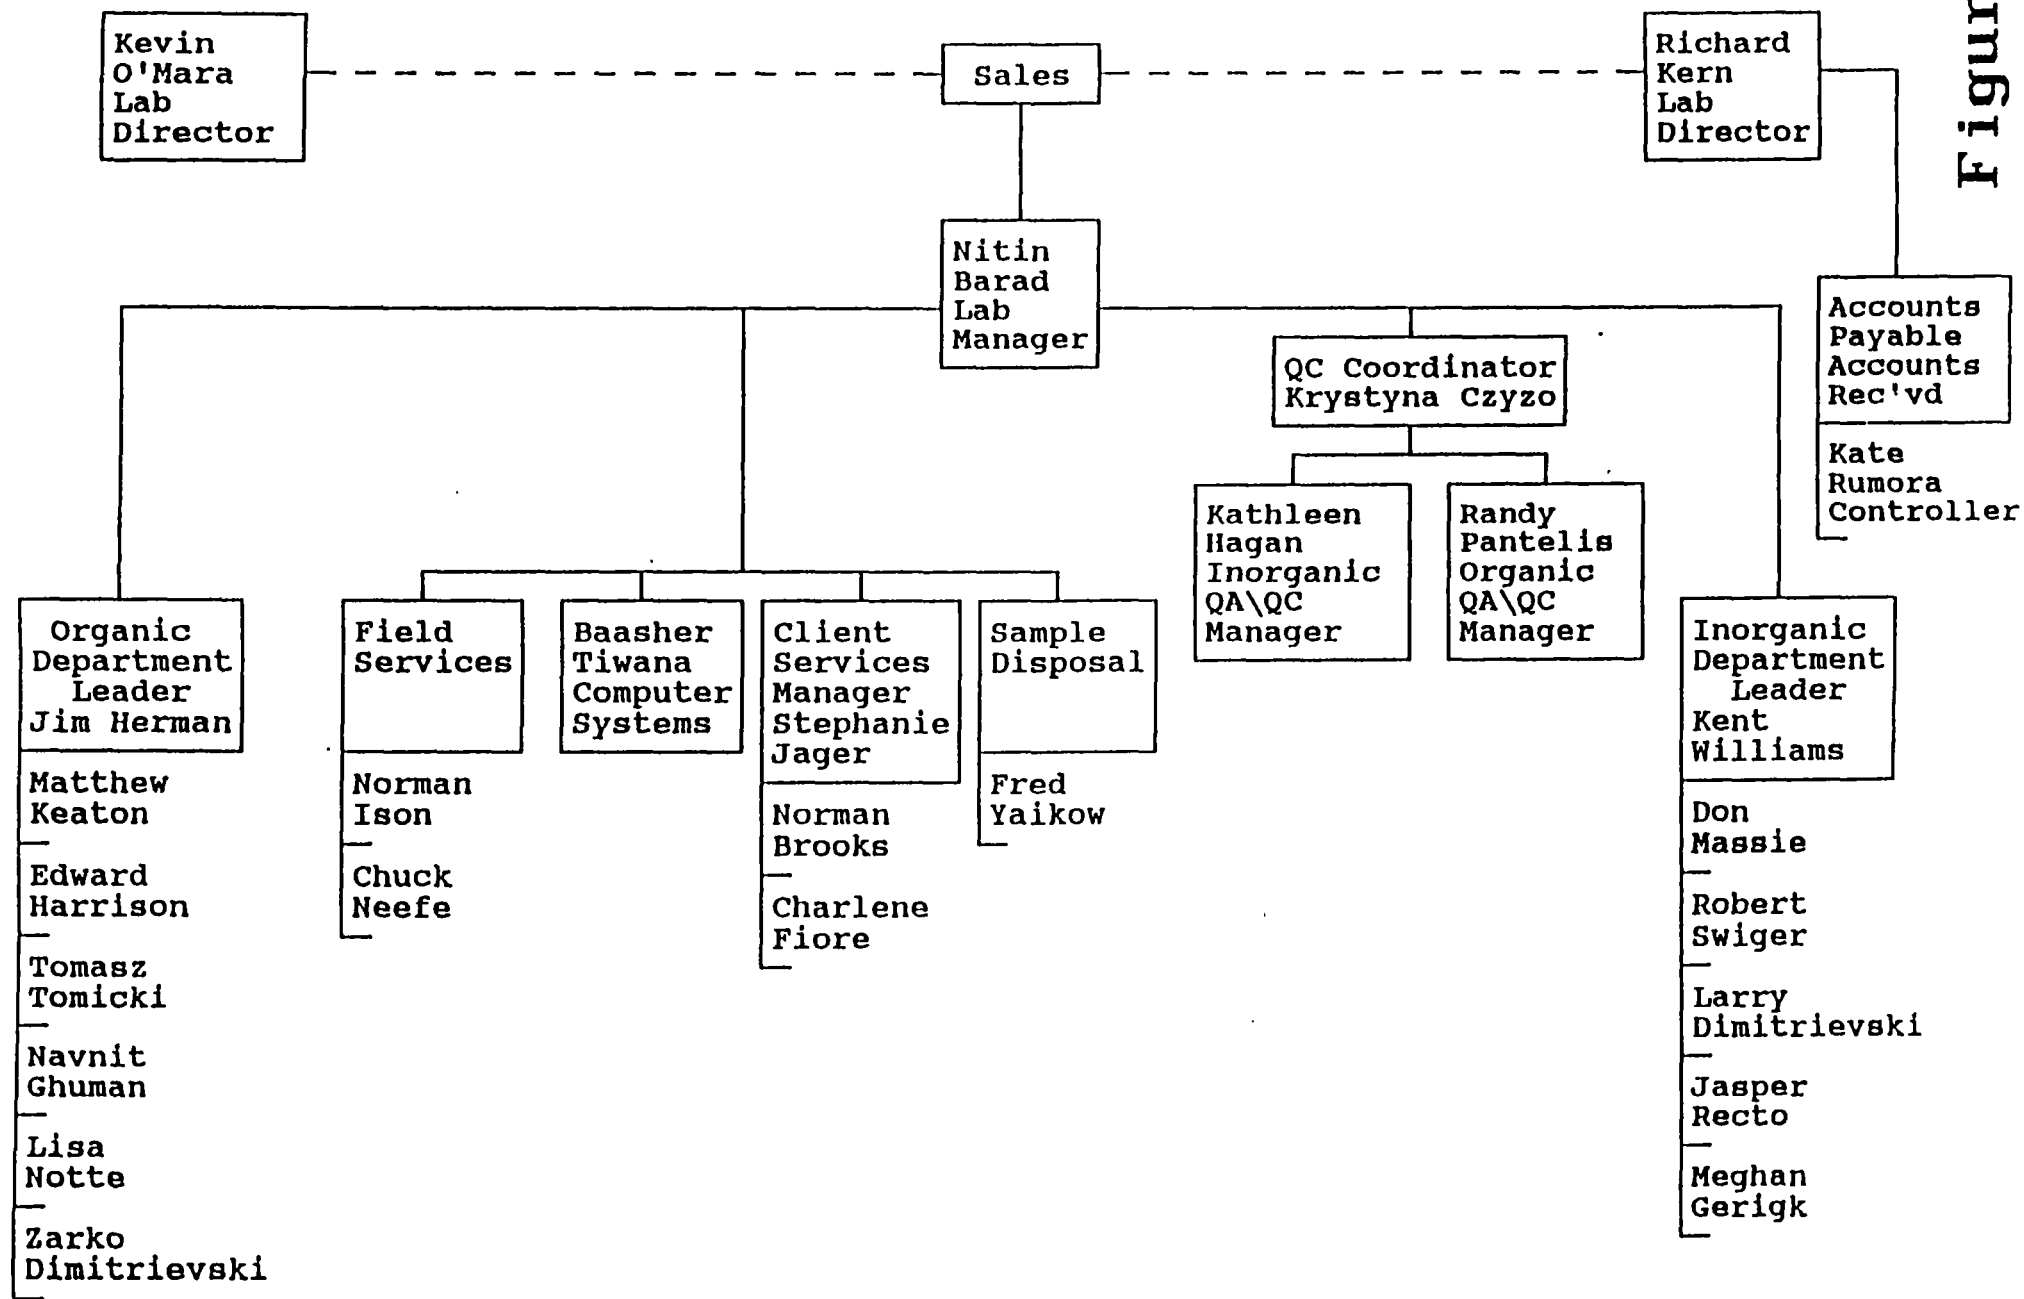 Kevin
O'Mara
Lab
Director
Sales
Richard
Kern
Lab
Director
Figur
Nitin
Barad
Lab
Manager
Accounts
Payable
Accounts
Rec'vd
Kate
Rumora
Controller
QC Coordinator
Krystyna Czyzo
Kathleen
Hagan
Inorganic
QA\QC
Manager
Randy
Pantelis
Organic
QA\QC
Manager
Organic
Department
Leader
Jim Herman
Matthew
Keaton
Edward
Harrison
Tomasz
Tomicki
Navnit
Ghuman
Lisa
Notte
Zarko
Dimitrievski
Field
Services
Norman
Ison
Chuck
Neefe
Baasher
Tiwana
Computer
Systems
Client
Services
Manager
Stephanie
Jager
Norman
Brooks
Charlene
Fiore
Sample
Disposal
Fred
Yaikow
Inorganic
Department
Leader
Kent
Williams
Don
Massie
Robert
Swiger
Larry
Dimitrievski
Jasper
Recto
Meghan
Gerigk